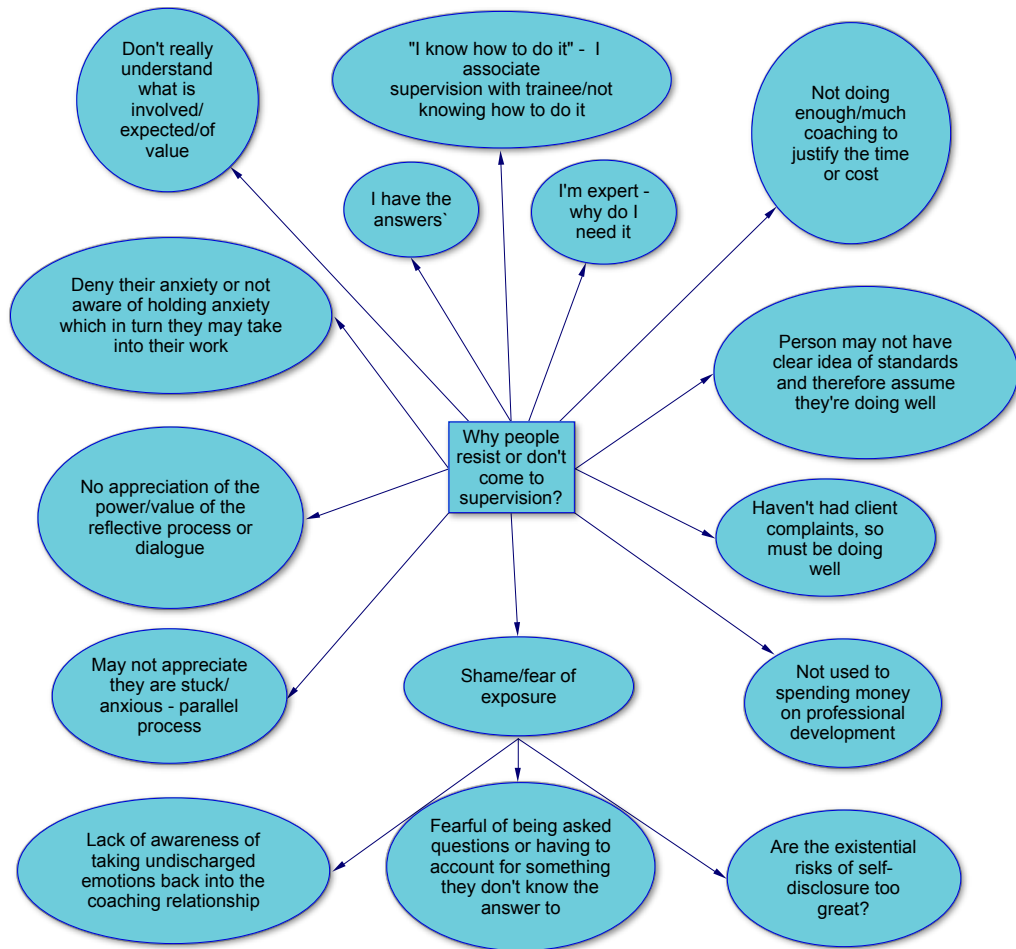 Don't really
understand
what is
involved/
expected/of
value
"I know how to do it" - I
associate
supervision with trainee/not
knowing how to do it
Not doing
enough/much
coaching to
justify the time
or cost
I have the
answers`
I'm expert -
why do I
need it
Deny their anxiety or not
aware of holding anxiety
which in turn they may take
into their work
Person may not have
clear idea of standards
and therefore assume
they're doing well
Why people
resist or don't
come to
supervision?
No appreciation of the
power/value of the
reflective process or
dialogue
Haven't had client
complaints, so
must be doing
well
May not appreciate
they are stuck/
anxious - parallel
process
Shame/fear of
exposure
Not used to
spending money
on professional
development
Lack of awareness of
taking undischarged
emotions back into the
coaching relationship
Fearful of being asked
questions or having to
account for something
they don't know the
answer to
Are the existential
risks of self-
disclosure too
great?